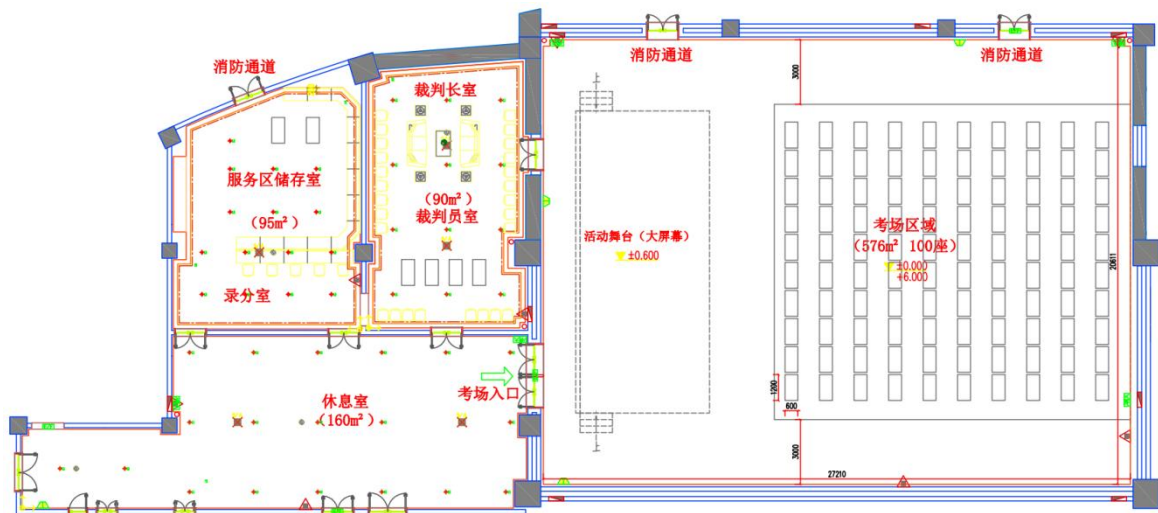 消防通道
消防通道
消防通道
裁判长室
3000
服务区储存室
(90m²)
裁判员室
(95m²)
考场区域
(576m² 100座)
活动舞台(大屏幕)
±0.600
±0.000
+6.000
20611
录分室
考场入口
1200
600
休息室
(160m²)
3000
27210